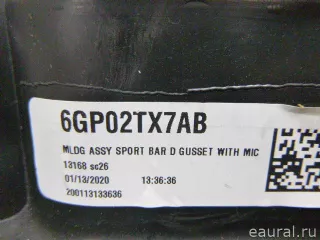 6GP02TX7AB
MLDG ASSY SPORT BAR D GUSSET WITH MIC
13168 sc26
01/13/2020 13:36:36
200113133636
eaural.ru